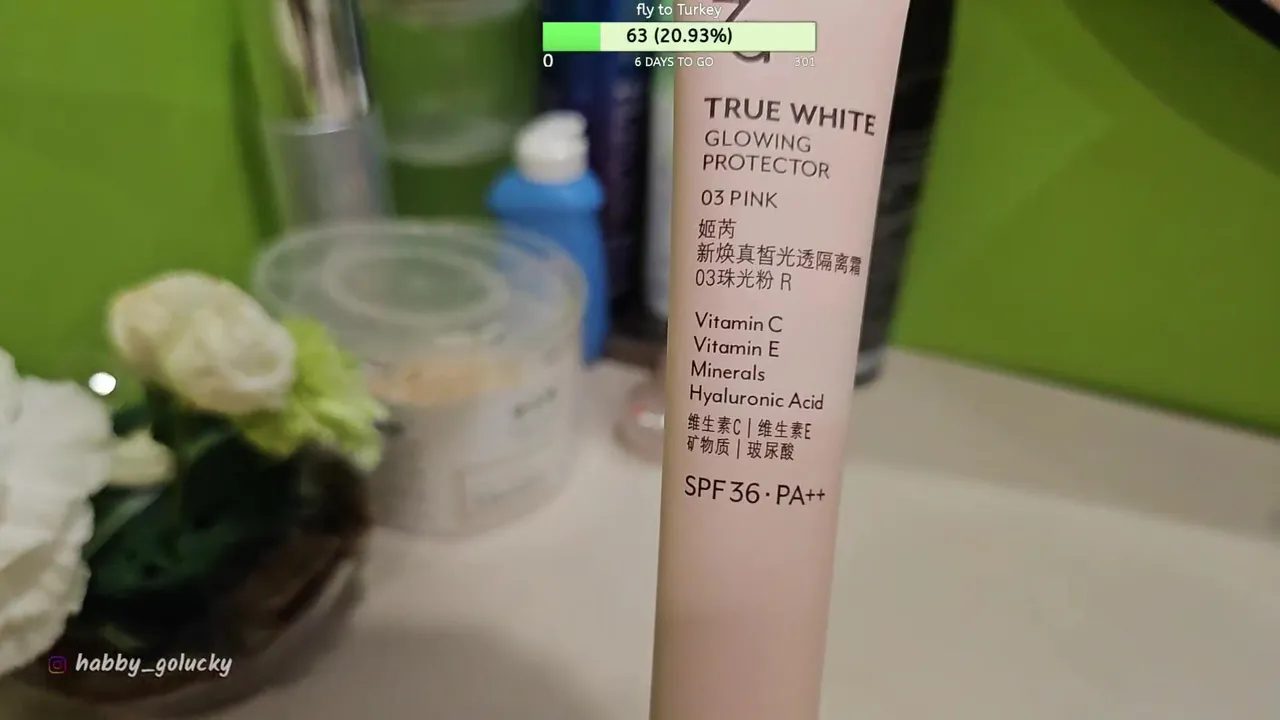 fly to Turkey
63 (20.93%)
0
6 DAYS TO GO
301
TRUE WHITE
GLOWING
PROTECTOR
03 PINK
姬芮
新焕真皙光透隔离霜
03珠光粉 R
Vitamin C
Vitamin E
Minerals
Hyaluronic Acid
维生素C | 维生素E
矿物质 | 玻尿酸
SPF 36 · PA++
habby_golucky